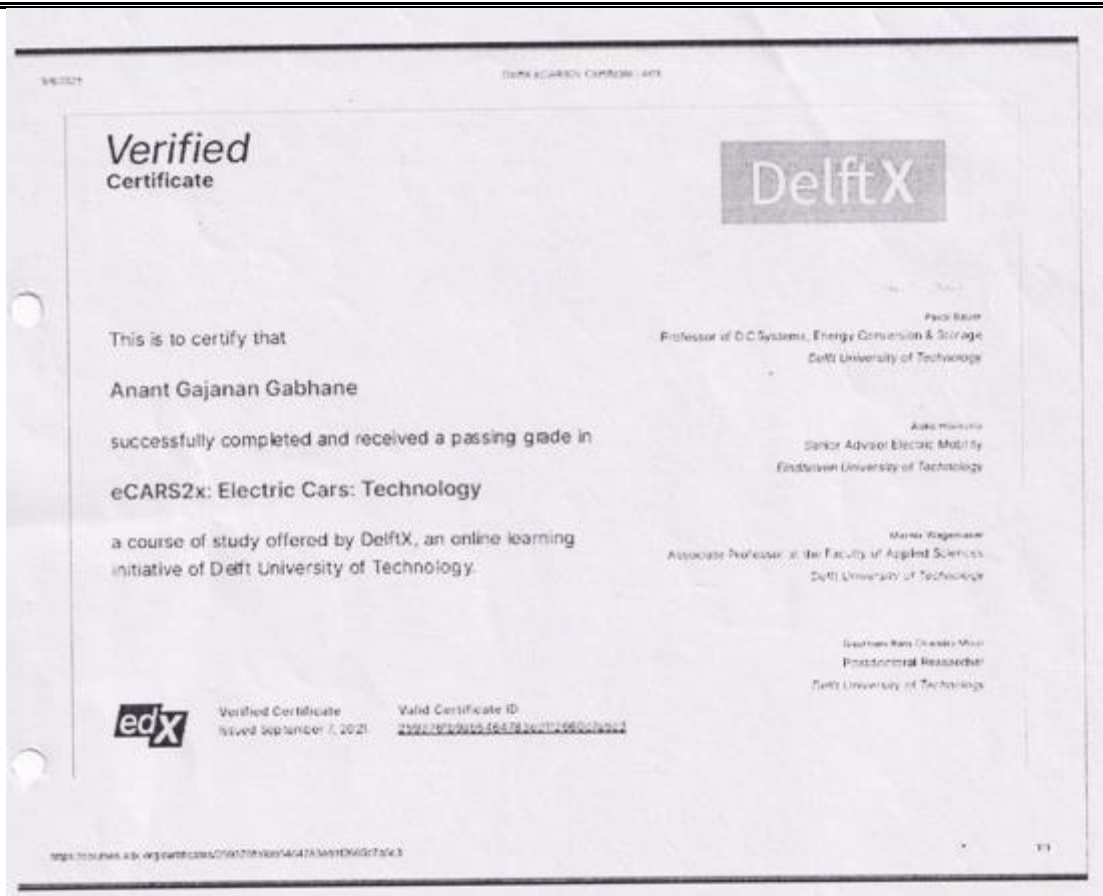 Verified
Certificate
DelftX
This is to certify that
Anant Gajanan Gabhane
successfully completed and received a passing grade in
eCARS2x: Electric Cars: Technology
a course of study offered by DelftX, an online learning
initiative of Delft University of Technology.
Professor of DC Systems, Energy Conversion & Storage
Delft University of Technology
Senior Advisor Electric Mobility
Eindhoven University of Technology
Associate Professor at the Faculty of Applied Sciences
Delft University of Technology
Postdoctoral Researcher
Delft University of Technology
edX
Verified Certificate
Issued September 7, 2021
Valid Certificate ID